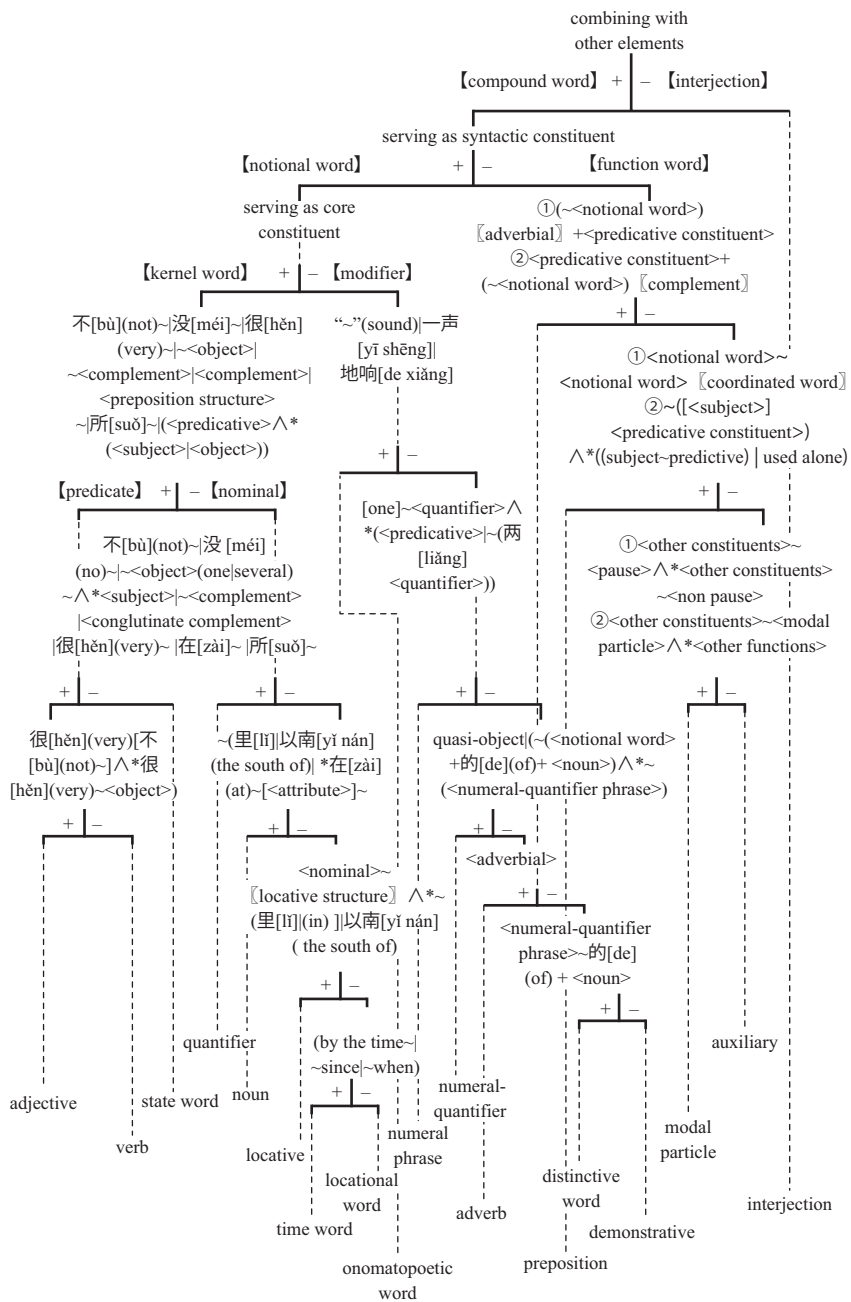 combining with
other elements
【compound word】 + – 【interjection】
serving as syntactic constituent
【notional word】 + – 【function word】
serving as core
constituent
①(~<notional word>)
〖adverbial〗+<predicative constituent>
②<predicative constituent>+
(~<notional word>)〖complement〗
【kernel word】 + – 【modifier】
+ –
不[bù](not)~|没[méi]~|很[hěn]
(very)~|~<object>|
~<complement>|<complement>|
<preposition structure>
~|所[suǒ]~|(<predicative>∧*
(<subject>|<object>))
“~”(sound)|一声
[yī shēng]|
地响[de xiǎng]
①<notional word>~
<notional word> 〖coordinated word〗
②~([<subject>]
<predicative constituent>)
∧*((subject~predictive) | used alone)
+ –
【predicate】 + – 【nominal】
+ –
[one]~<quantifier>∧
*(<predicative>|~(两
[liǎng]
<quantifier>))
不[bù](not)~|没 [méi]
(no)~|~<object>(one|several)
~∧*<subject>|~<complement>
|<conglutinate complement>
|很[hěn](very)~ |在[zài]~ |所[suǒ]~
①<other constituents>~
<pause>∧*<other constituents>
~<non pause>
②<other constituents>~<modal
particle>∧*<other functions>
+ –
+ –
+ –
+ –
很[hěn](very)[不
[bù](not)~]∧*很
[hěn](very)~<object>)
~(里[lǐ]|以南[yǐ nán]
(the south of)| *在[zài]
(at)~[<attribute>]~
quasi-object|(~(<notional word>
+的[de](of)+ <noun>)∧*~
(<numeral-quantifier phrase>)
+ –
+ –
+ –
<nominal>~
〖locative structure〗∧*~
(里[lǐ]|(in) ]|以南[yǐ nán]
( the south of)
<adverbial>
+ –
<numeral-quantifier
phrase>~的[de]
(of) + <noun>
+ –
+ –
(by the time~|
~since|~when)
+ –
quantifier
auxiliary
adjective
state word
noun
numeral-
quantifier
verb
locative
numeral
phrase
modal
particle
locational
word
distinctive
word
time word
adverb
demonstrative
interjection
onomatopoetic
word
preposition